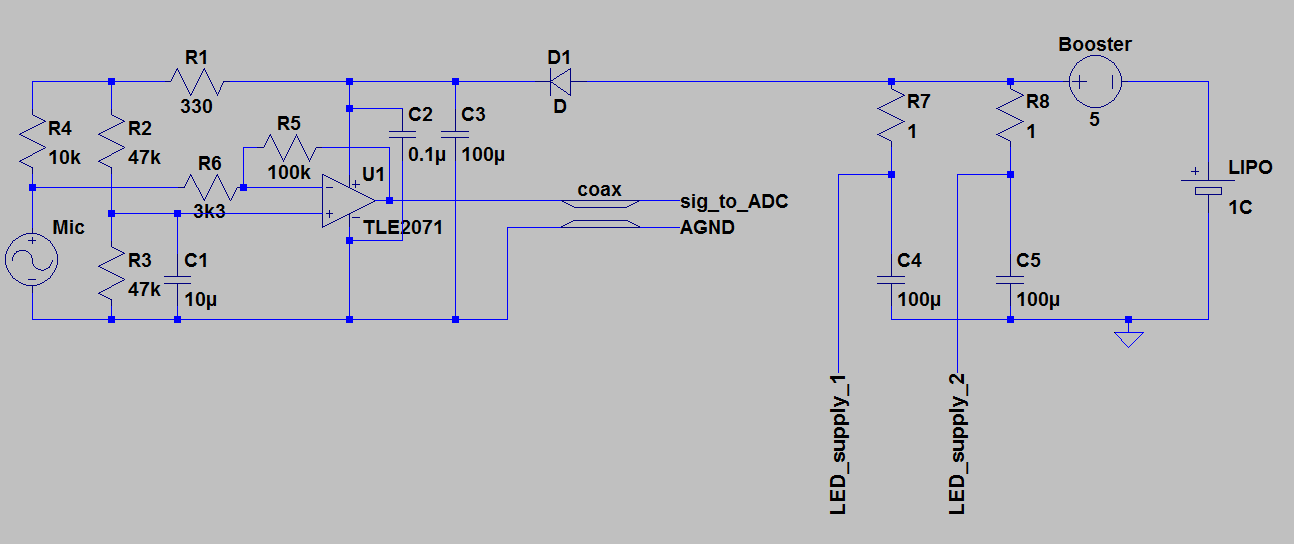 Booster
5
R1
330
D1
D
R4
10k
R2
47k
R5
100k
C2
0.1µ
C3
100µ
R7
1
R8
1
R6
3k3
U1
TLE2071
LIPO
1C
coax
sig_to_ADC
AGND
Mic
R3
47k
C1
10µ
C4
100µ
C5
100µ
LED_supply_1
LED_supply_2